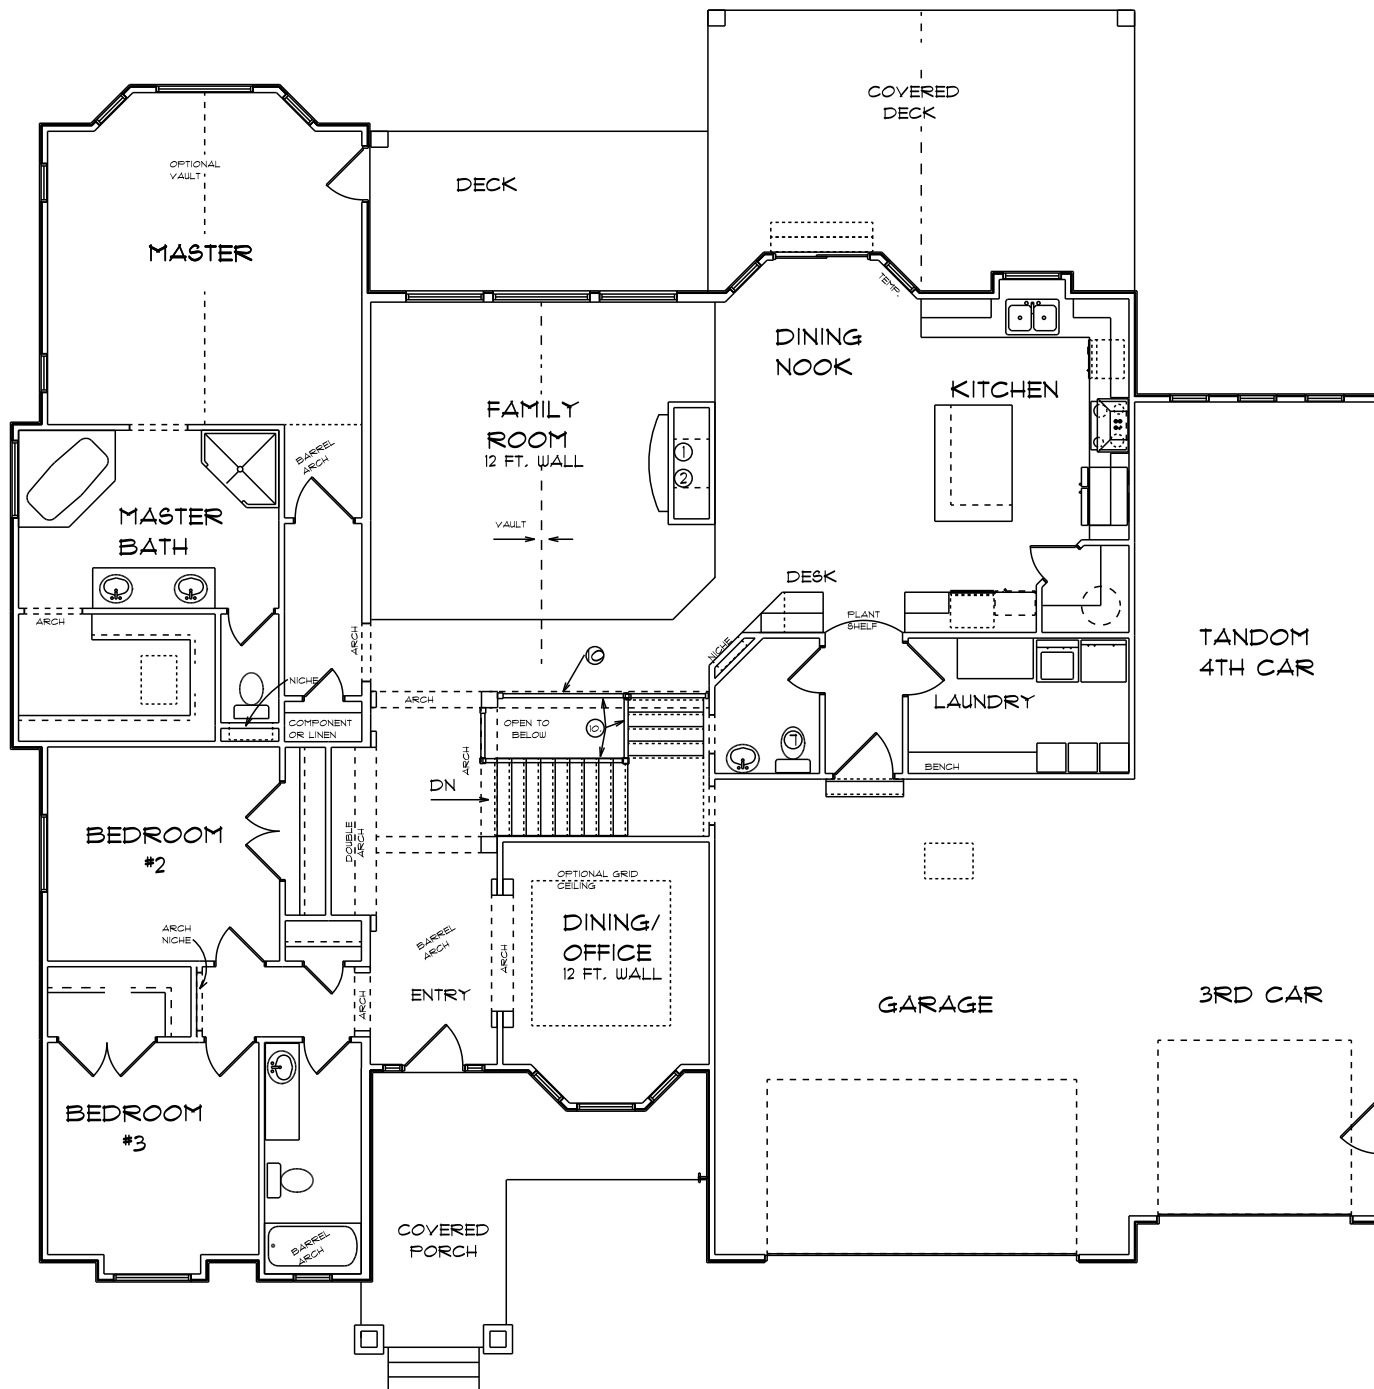 COVERED
DECK
OPTIONAL
VAULT
DECK
MASTER
TEMP.
DINING
NOOK
KITCHEN
FAMILY
ROOM
12 FT. WALL
1
2
BARREL
ARCH
MASTER
BATH
VAULT
DESK
ARCH
PLANT
SHELF
TANDOM
4TH CAR
ARCH
NICHE
10
NICHE
LAUNDRY
ARCH
COMPONENT
OR LINEN
OPEN TO
BELOW
10
7
ARCH
BENCH
DN
BEDROOM
#2
DOUBLE
ARCH
OPTIONAL GRID
CEILING
ARCH
NICHE
BARREL
ARCH
DINING/
OFFICE
12 FT. WALL
ARCH
ENTRY
ARCH
GARAGE
3RD CAR
BEDROOM
#3
COVERED
PORCH
BARREL
ARCH